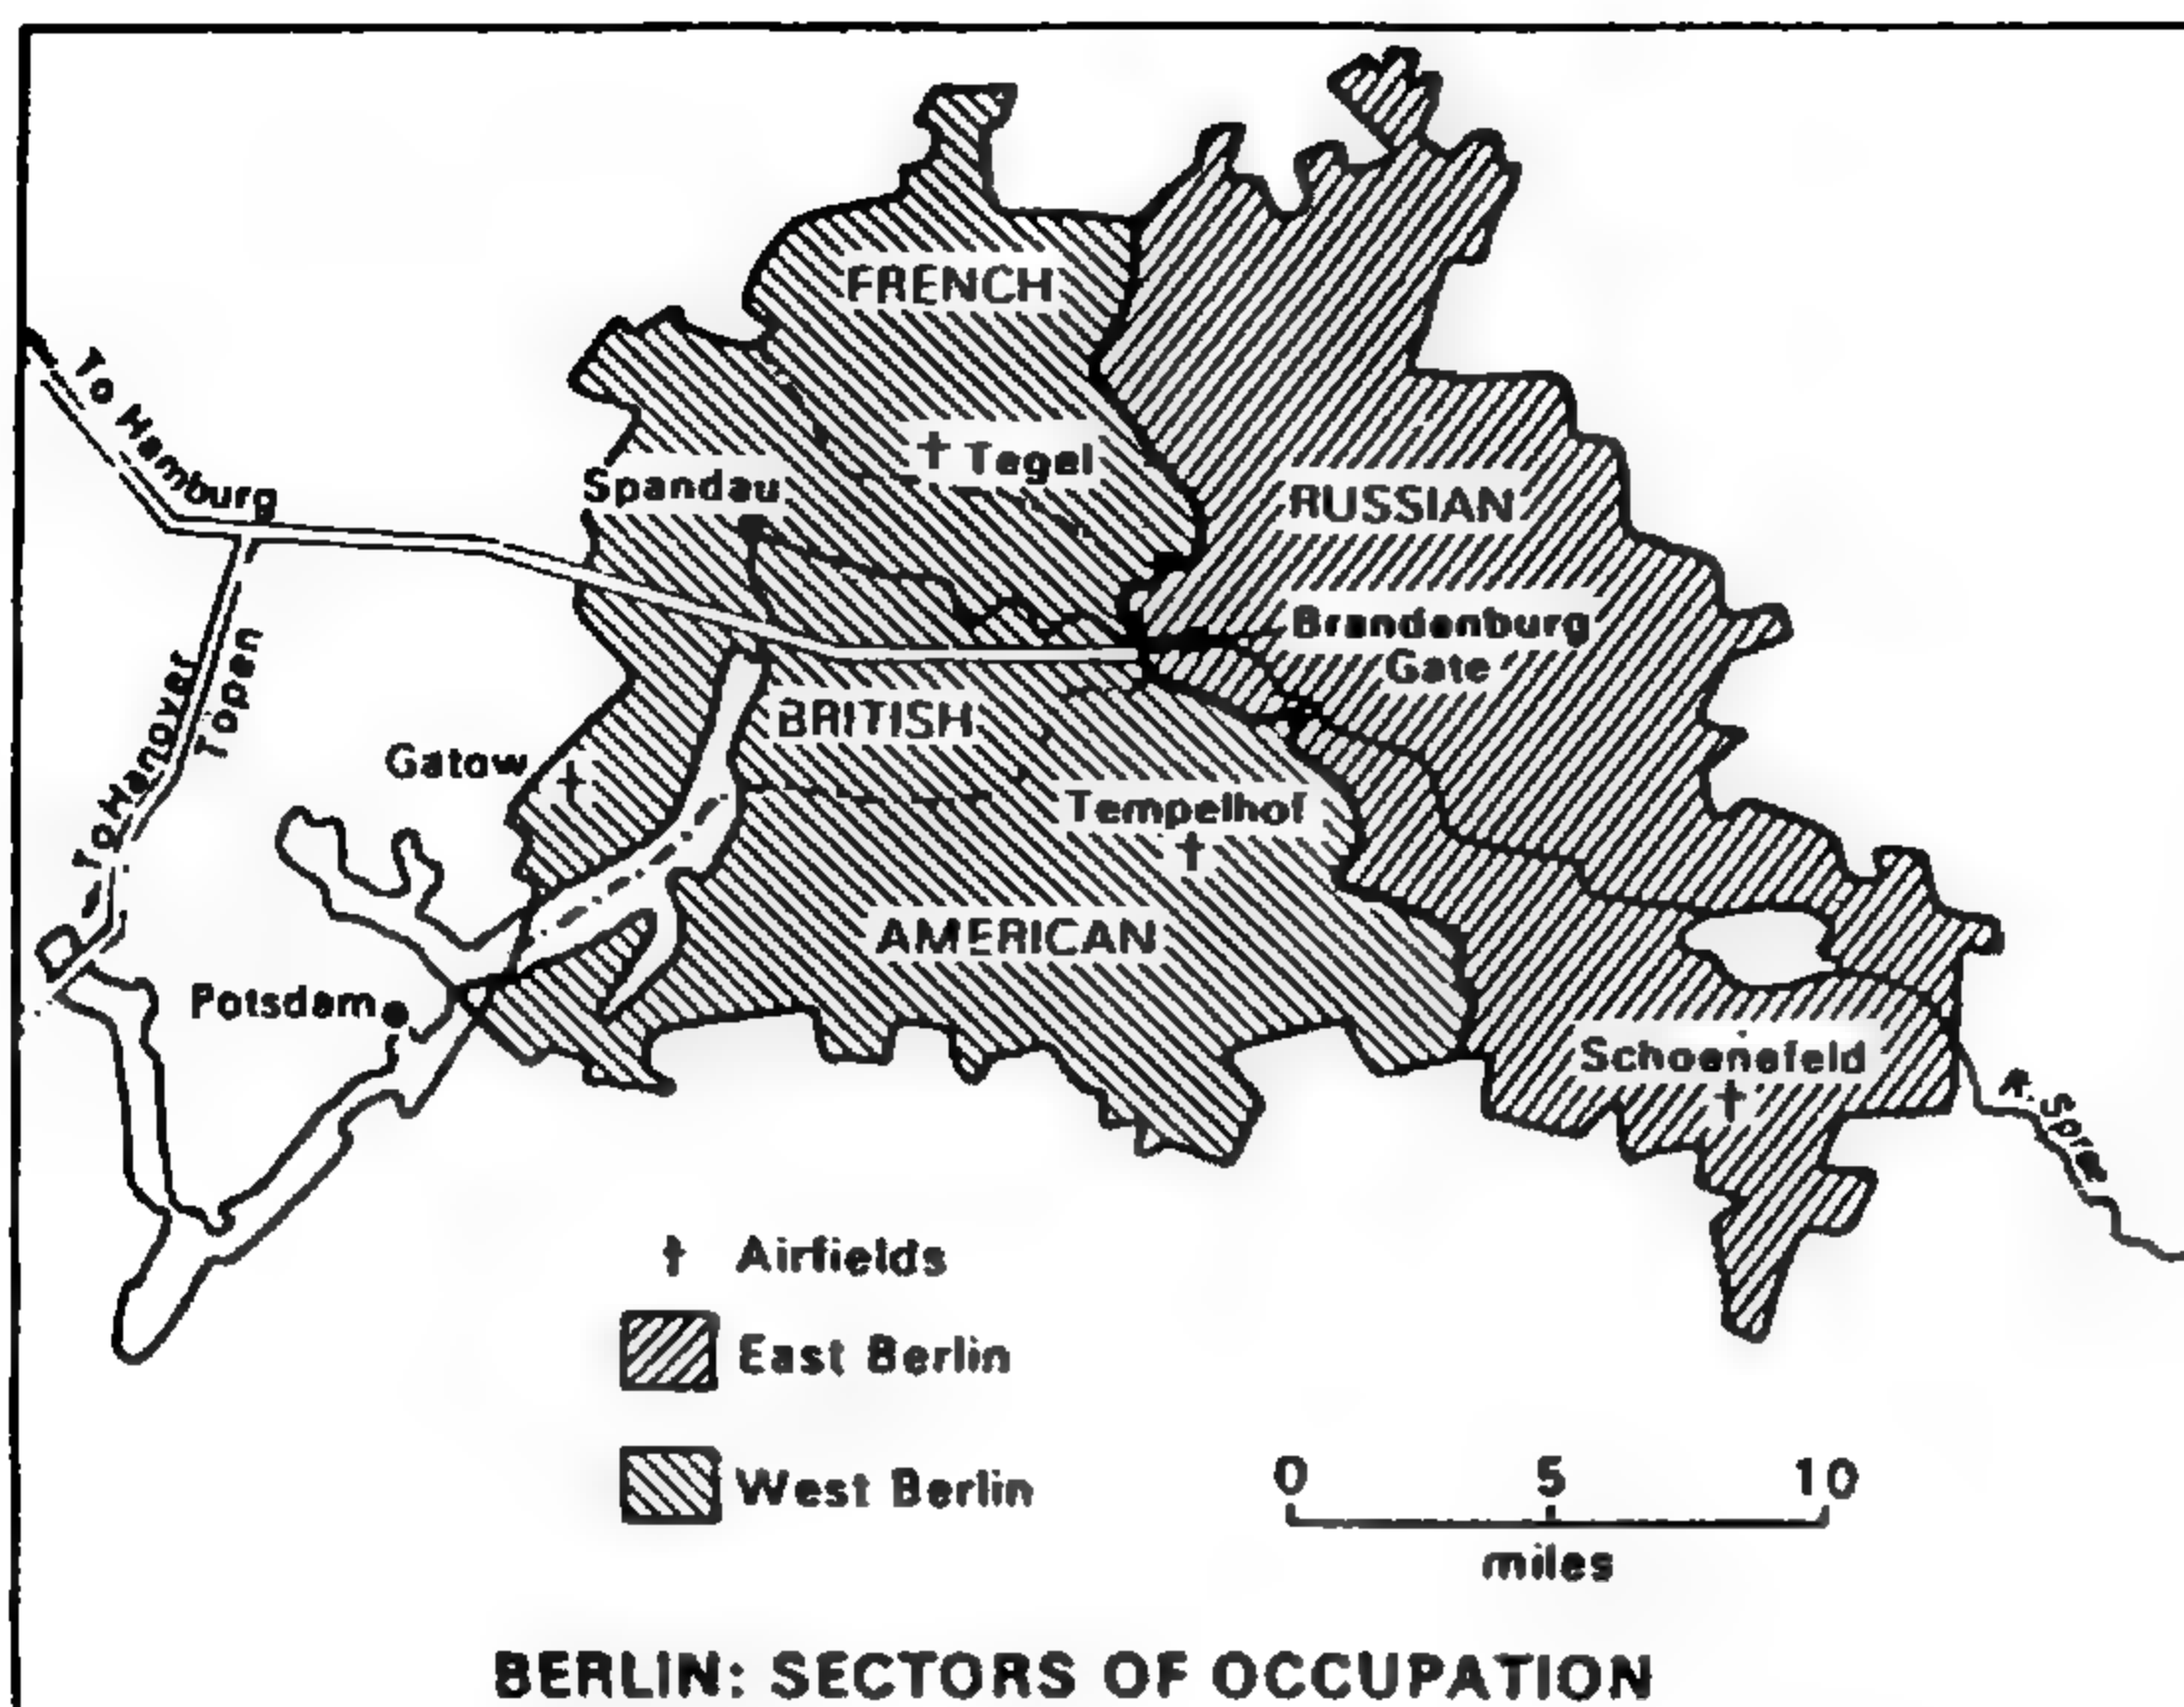 FRENCH
To Hamburg
† Tegel
Spandau
RUSSIAN
Brandenburg
Gate
To Hanover
Topen
BRITISH
Gatow
Tempelhof
AMERICAN
Potsdam
Schoenefeld
R. Spree
† Airfields
East Berlin
West Berlin
0 5 10
miles
BERLIN: SECTORS OF OCCUPATION